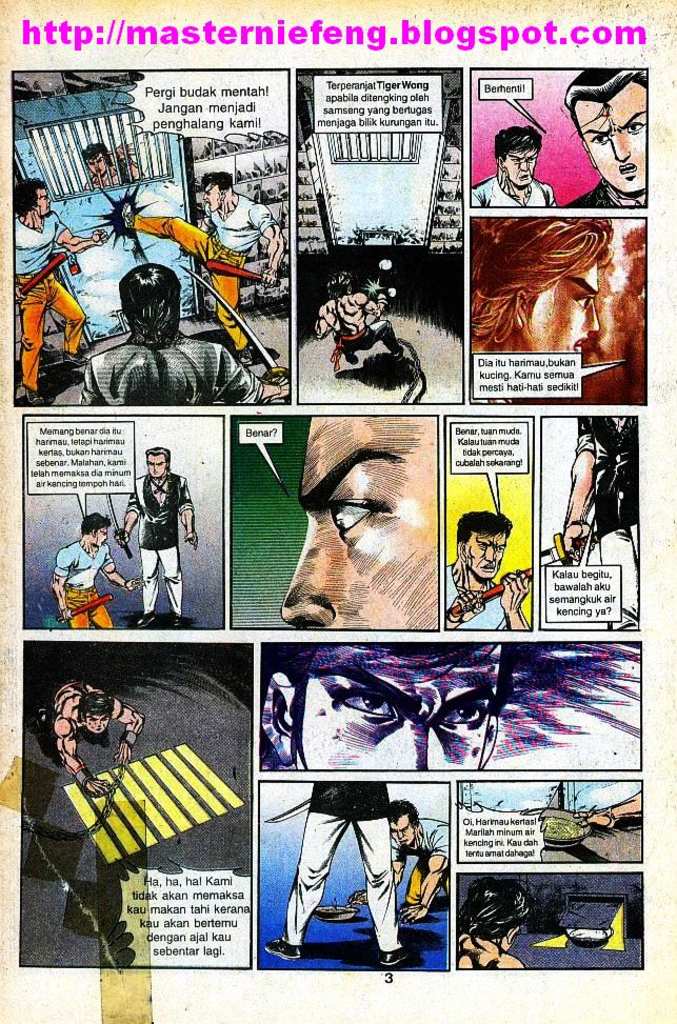 http://masterniefeng.blogspot.com
Pergi budak mentah!
Jangan menjadi
penghalang kami!
Terperanjat Tiger Wong
apabila ditengking oleh
samseng yang bertugas
menjaga bilik kurungan itu.
Berhenti!
Dia itu harimau,bukan
kucing. Kamu semua
mesti hati-hati sedikit!
Memang benar dia itu
harimau, tetapi harimau
kertas, bukan harimau
sebenar. Malahan, kami
telah memaksa dia minum
air kencing tempoh hari.
Benar?
Benar, tuan muda.
Kalau tuan muda
tidak percaya,
cubalah sekarang!
Kalau begitu,
bawalah aku
semangkuk air
kencing ya?
Ha, ha, ha! Kami
tidak akan memaksa
kau makan tahi kerana
kau akan bertemu
dengan ajal kau
sebentar lagi.
Oi, Harimau kertas!
Marilah minum air
kencing ini. Kau dah
tentu amat dahaga!
3